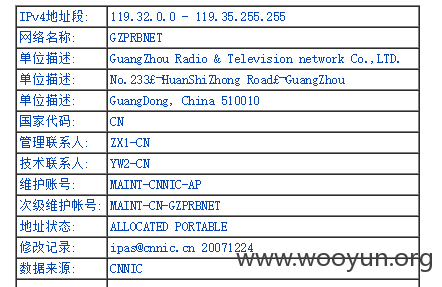 IPv4地址段: 119.32.0.0 - 119.35.255.255
网络名称: GZPRBNET
单位描述: GuangZhou Radio & Television network Co.,LTD.
单位描述: No.233£¬HuanShiZhong Road£¬GuangZhou
单位描述: GuangDong, China 510010
国家代码: CN
管理联系人: ZX1-CN
技术联系人: YW2-CN
维护账号: MAINT-CNNIC-AP
次级维护帐号: MAINT-CN-GZPRBNET
地址状态: ALLOCATED PORTABLE
修改记录: ipas@cnnic.cn 20071224
数据来源: CNNIC
www.wooyun.org